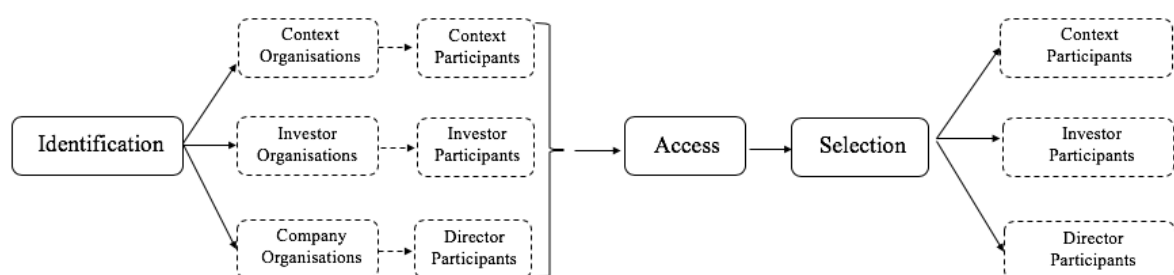 Identification
Context
Organisations
Context
Participants
Investor
Organisations
Investor
Participants
Company
Organisations
Director
Participants
Access
Selection
Context
Participants
Investor
Participants
Director
Participants